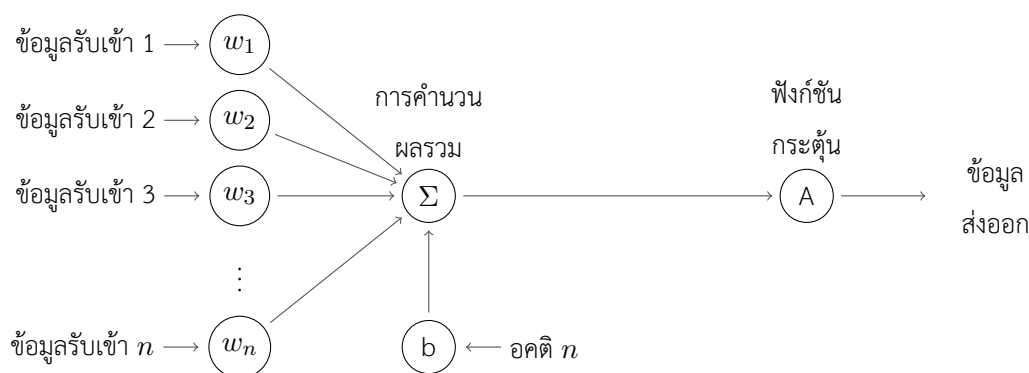 ข้อมูลรับเข้า 1
w₁
ข้อมูลรับเข้า 2
w₂
การคำนวน
ผลรวม
ฟังก์ชัน
กระตุ้น
ข้อมูลรับเข้า 3
w₃
Σ
A
ข้อมูล
ส่งออก
⋮
ข้อมูลรับเข้า n
wₙ
b
อคติ n